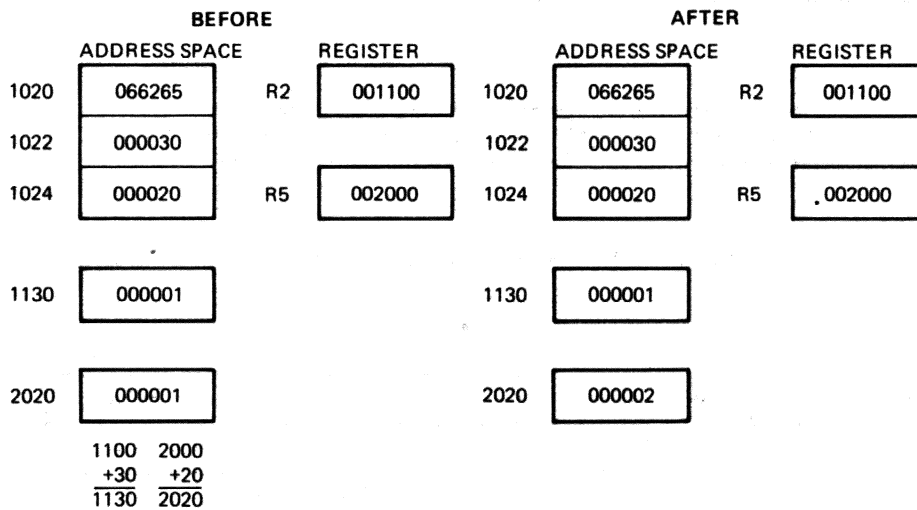 BEFORE AFTER
ADDRESS SPACE REGISTER ADDRESS SPACE REGISTER
1020 066265 R2 001100 1020 066265 R2 001100
1022 000030 1022 000030
1024 000020 R5 002000 1024 000020 R5 002000
1130 000001 1130 000001
2020 000001 2020 000002
1100 2000
+30 +20
1130 2020